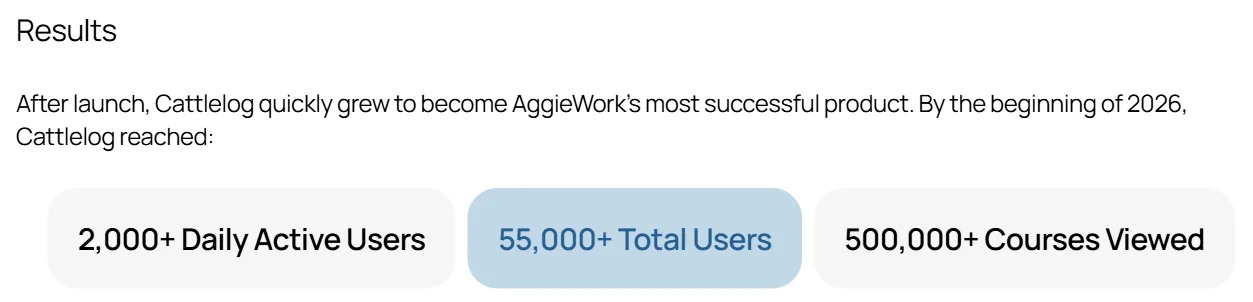 Results
After launch, Cattlelog quickly grew to become AggieWork's most successful product. By the beginning of 2026,
Cattlelog reached:
2,000+ Daily Active Users
55,000+ Total Users
500,000+ Courses Viewed